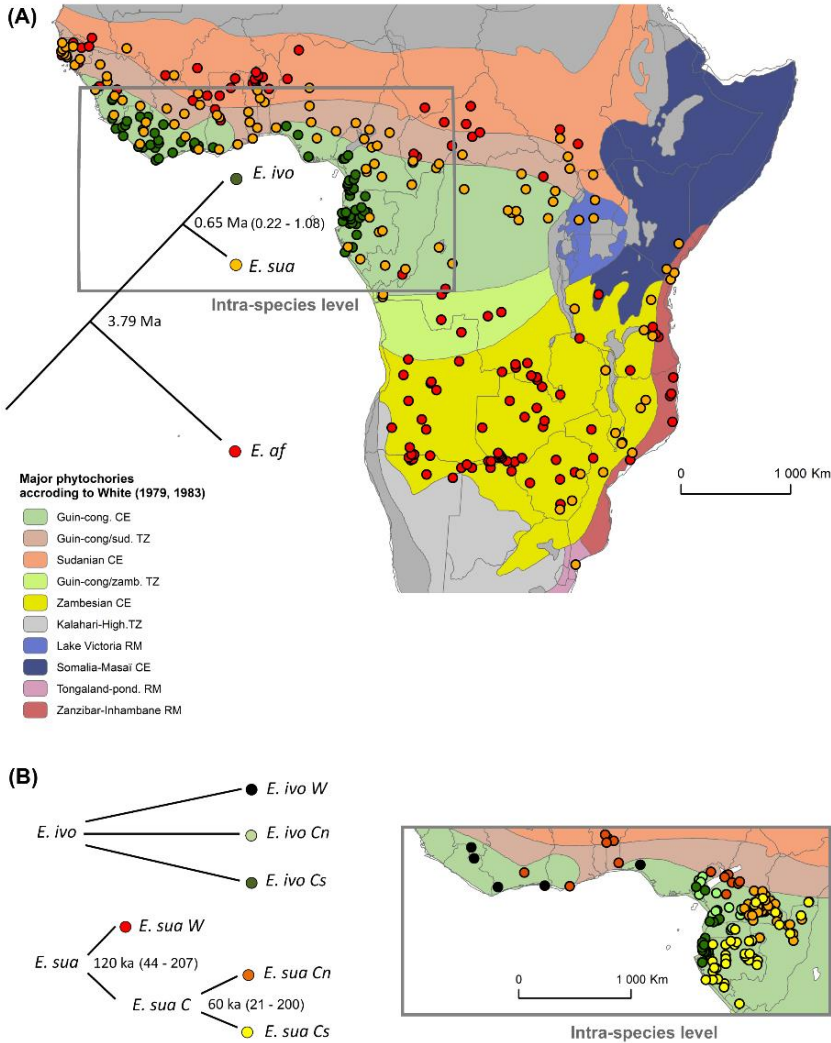 (A)
E. ivo
0.65 Ma (0.22 - 1.08)
E. sua
Intra-species level
3.79 Ma
E. af
Major phytochories
accroding to White (1979, 1983)
Guin-cong. CE
Guin-cong/sud. TZ
Sudanian CE
Guin-cong/zamb. TZ
Zambesian CE
Kalahari-High.TZ
Lake Victoria RM
Somalia-Masaï CE
Tongaland-pond. RM
Zanzibar-Inhambane RM
0 1 000 Km
(B)
E. ivo W
E. ivo
E. ivo Cn
E. ivo Cs
E. sua W
E. sua
120 ka (44 - 207)
E. sua Cn
E. sua C
60 ka (21 - 200)
E. sua Cs
0 1 000 Km
Intra-species level